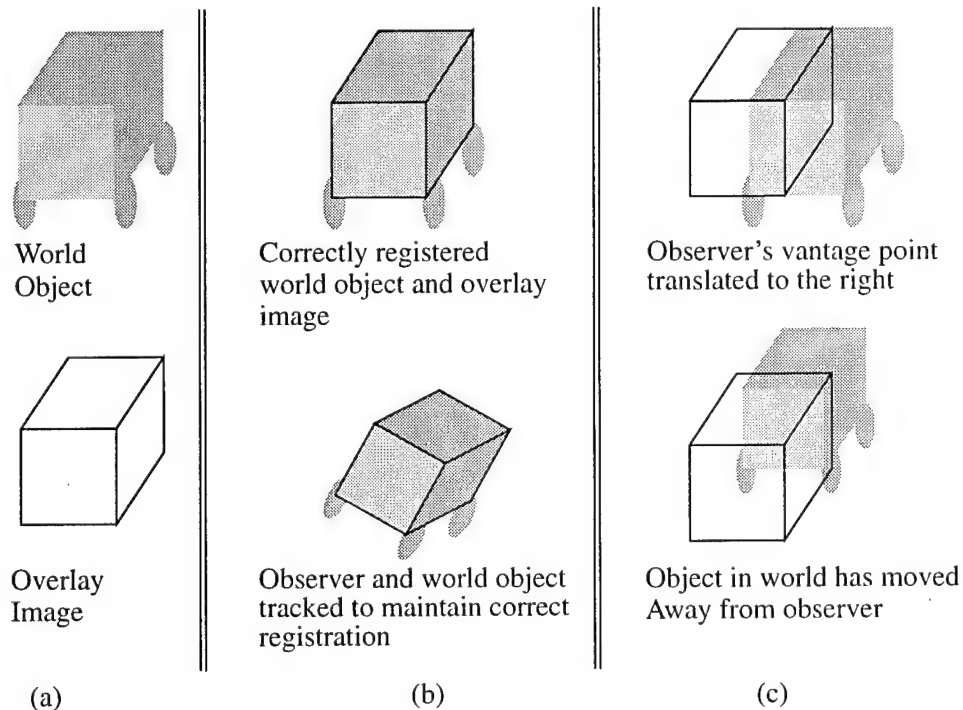 World
Object
Overlay
Image
(a)
Correctly registered
world object and overlay
image
Observer and world object
tracked to maintain correct
registration
(b)
Observer's vantage point
translated to the right
Object in world has moved
Away from observer
(c)